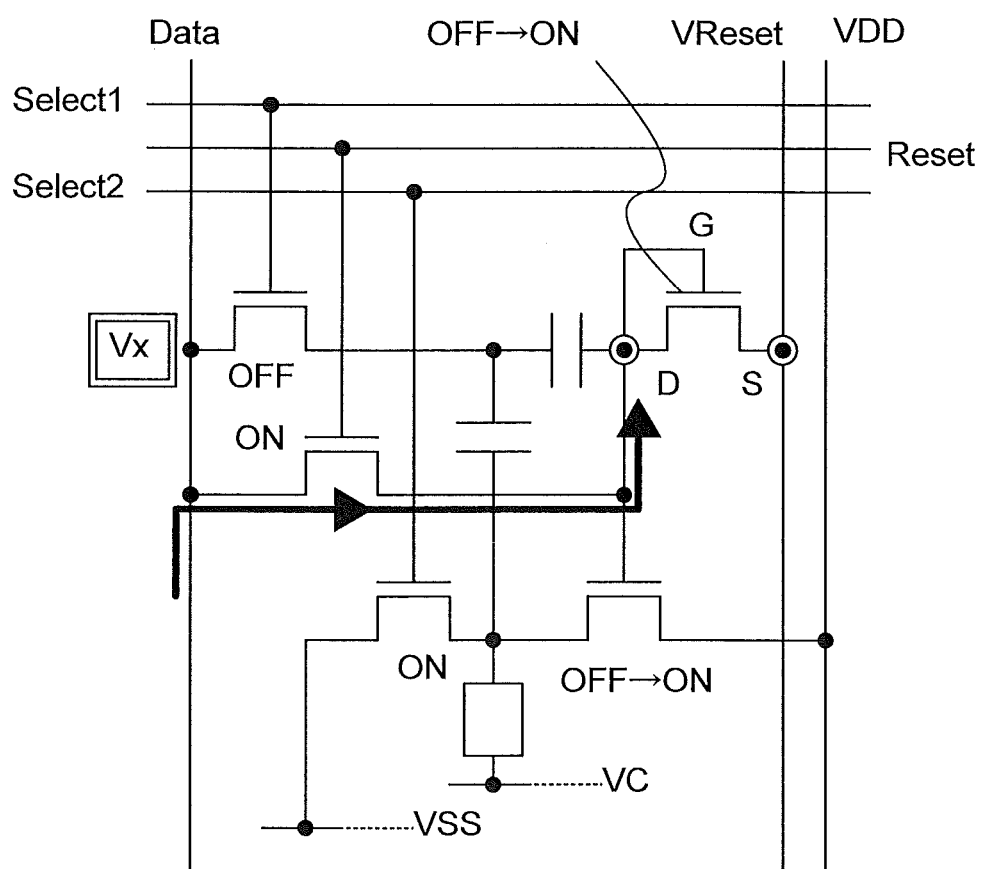 Data OFF→ON VReset VDD
Select1
Reset
Select2
G
Vx
OFF D S
ON
ON OFF→ON
VC
VSS